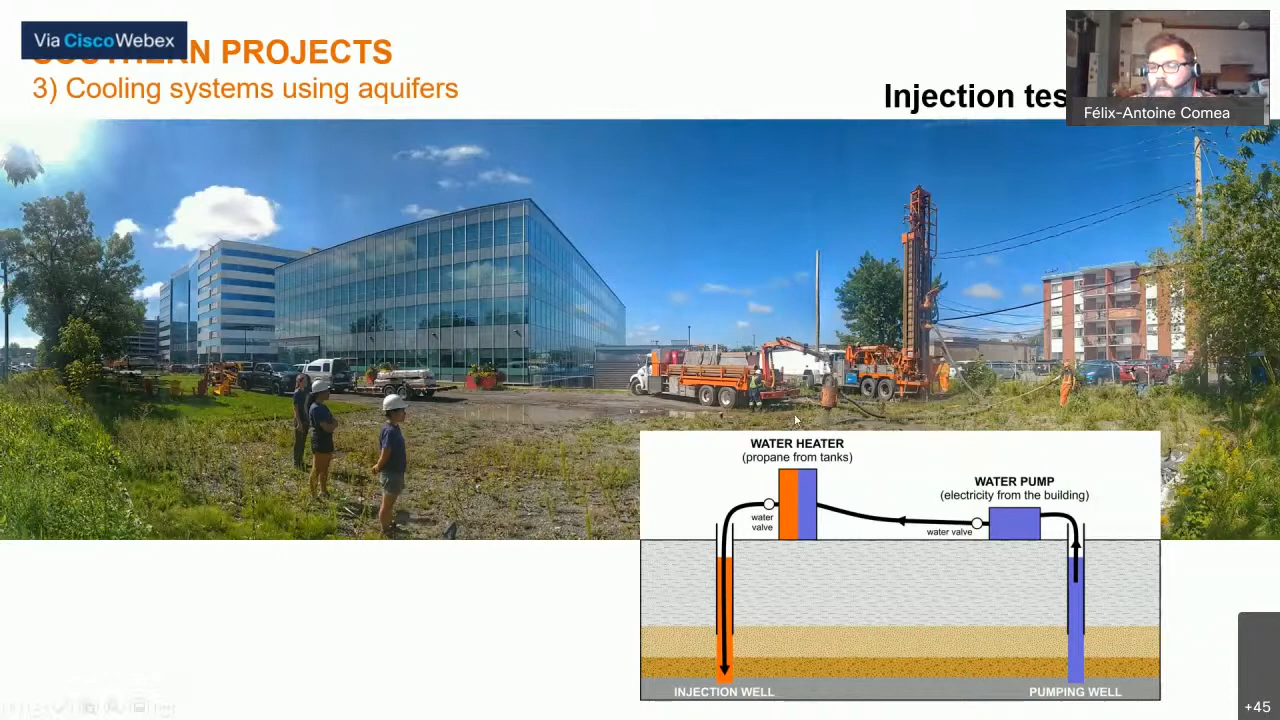 Via Cisco Webex
N PROJECTS
3) Cooling systems using aquifers
Injection tes
Félix-Antoine Comea
WATER HEATER
(propane from tanks)
WATER PUMP
(electricity from the building)
water
valve
water valve
INJECTION WELL
PUMPING WELL
+45